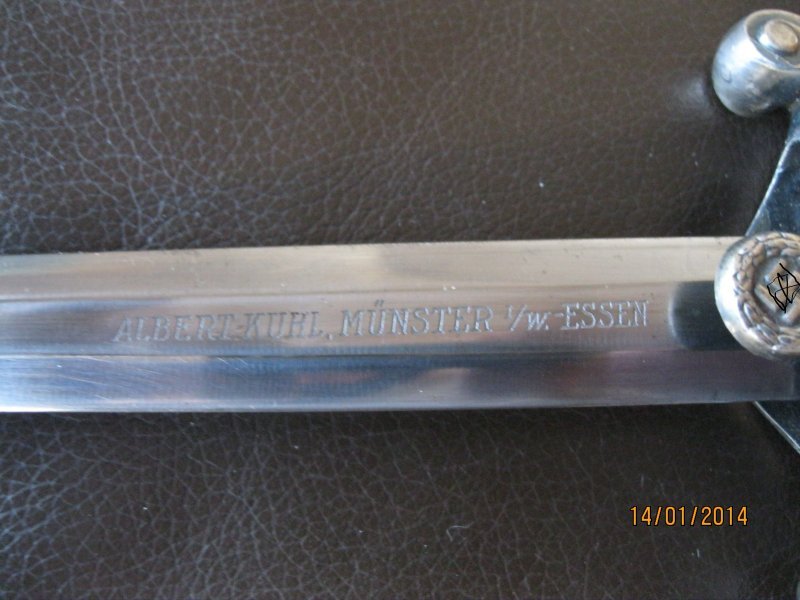 ALBERT-KUHL, MÜNSTER i/W.-ESSEN
14/01/2014